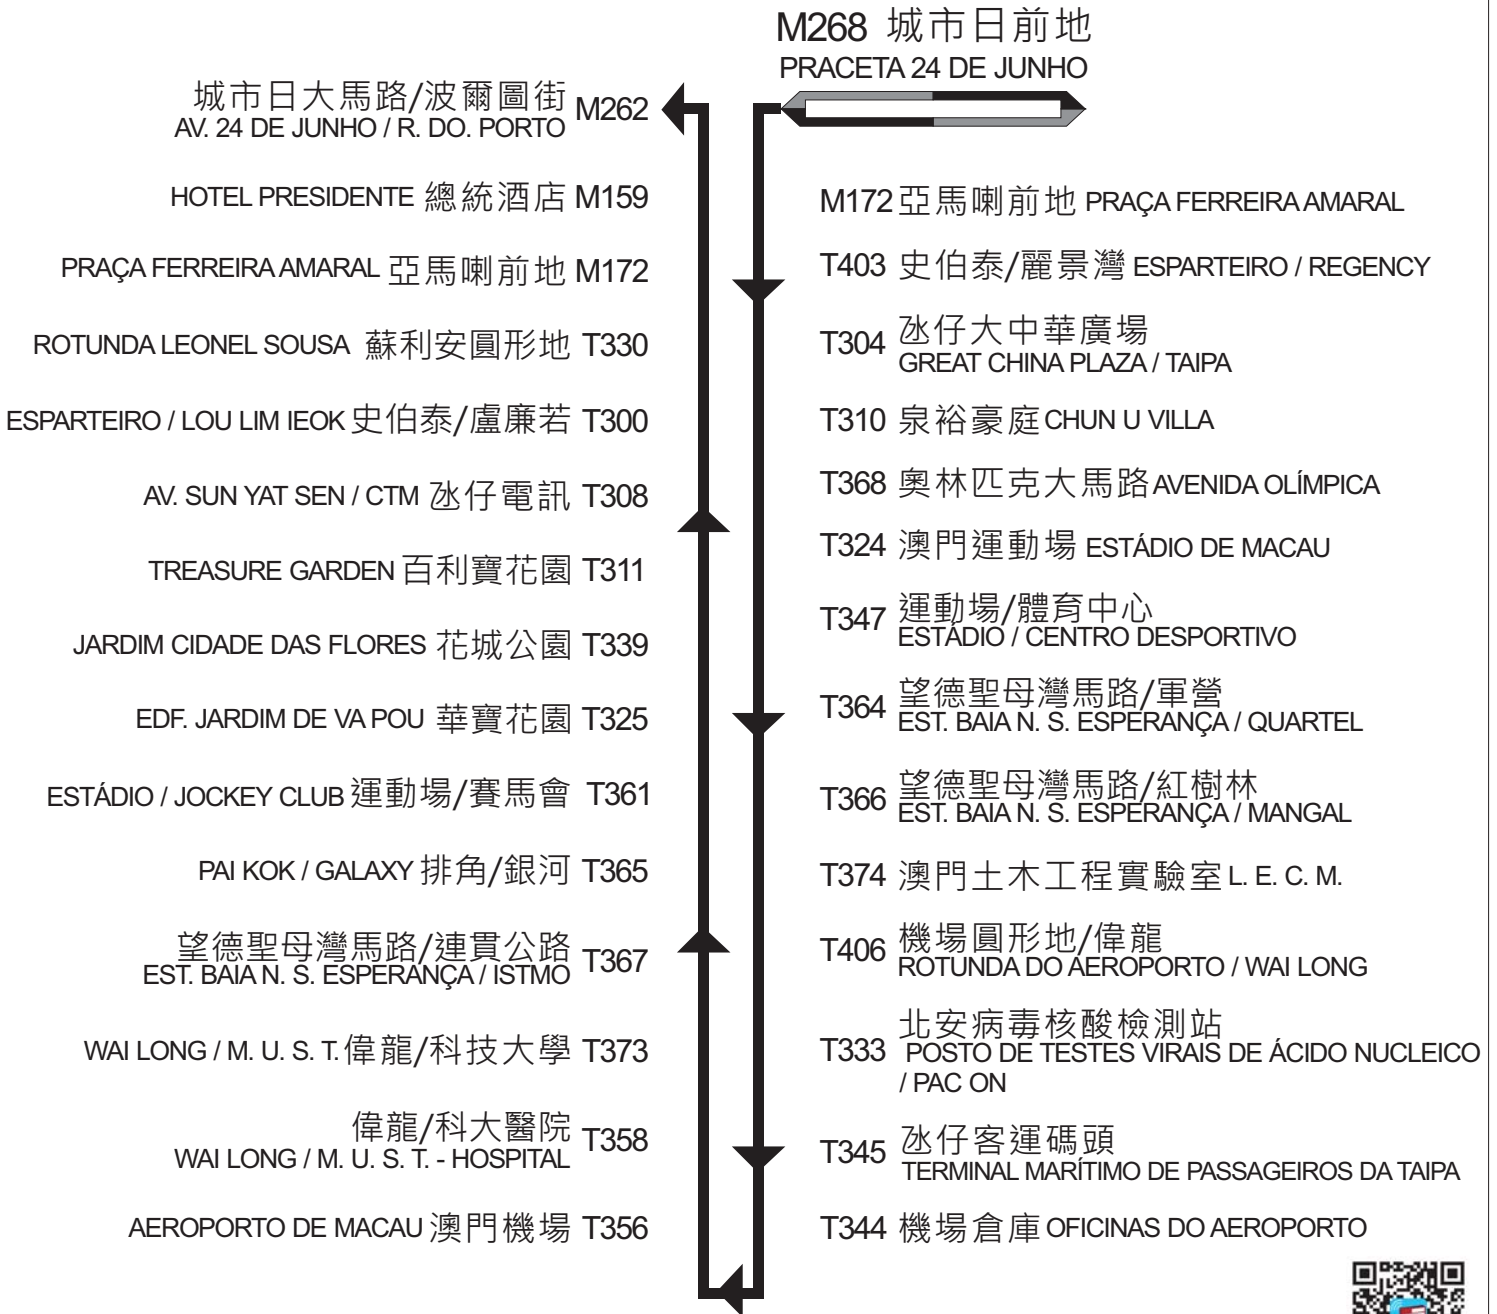 M268 城市日前地
PRACETA 24 DE JUNHO
城市日大馬路/波爾圖街 M262
AV. 24 DE JUNHO / R. DO. PORTO
HOTEL PRESIDENTE 總統酒店 M159
PRAÇA FERREIRA AMARAL 亞馬喇前地 M172
ROTUNDA LEONEL SOUSA 蘇利安圓形地 T330
ESPARTEIRO / LOU LIM IEOK 史伯泰/盧廉若 T300
AV. SUN YAT SEN / CTM 氹仔電訊 T308
TREASURE GARDEN 百利寶花園 T311
JARDIM CIDADE DAS FLORES 花城公園 T339
EDF. JARDIM DE VA POU 華寶花園 T325
ESTÁDIO / JOCKEY CLUB 運動場/賽馬會 T361
PAI KOK / GALAXY 排角/銀河 T365
望德聖母灣馬路/連貫公路 T367
EST. BAIA N. S. ESPERANÇA / ISTMO
WAI LONG / M. U. S. T. 偉龍/科技大學 T373
偉龍/科大醫院 T358
WAI LONG / M. U. S. T. - HOSPITAL
AEROPORTO DE MACAU 澳門機場 T356
M172 亞馬喇前地 PRAÇA FERREIRA AMARAL
T403 史伯泰/麗景灣 ESPARTEIRO / REGENCY
T304 氹仔大中華廣場
GREAT CHINA PLAZA / TAIPA
T310 泉裕豪庭 CHUN U VILLA
T368 奧林匹克大馬路 AVENIDA OLÍMPICA
T324 澳門運動場 ESTÁDIO DE MACAU
T347 運動場/體育中心
ESTÁDIO / CENTRO DESPORTIVO
T364 望德聖母灣馬路/軍營
EST. BAIA N. S. ESPERANÇA / QUARTEL
T366 望德聖母灣馬路/紅樹林
EST. BAIA N. S. ESPERANÇA / MANGAL
T374 澳門土木工程實驗室 L. E. C. M.
T406 機場圓形地/偉龍
ROTUNDA DO AEROPORTO / WAI LONG
T333 北安病毒核酸檢測站
POSTO DE TESTES VIRAIS DE ÁCIDO NUCLEICO
/ PAC ON
T345 氹仔客運碼頭
TERMINAL MARÍTIMO DE PASSAGEIROS DA TAIPA
T344 機場倉庫 OFICINAS DO AEROPORTO